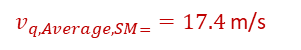 v_{q,Average,SM=} = 17.4 m/s